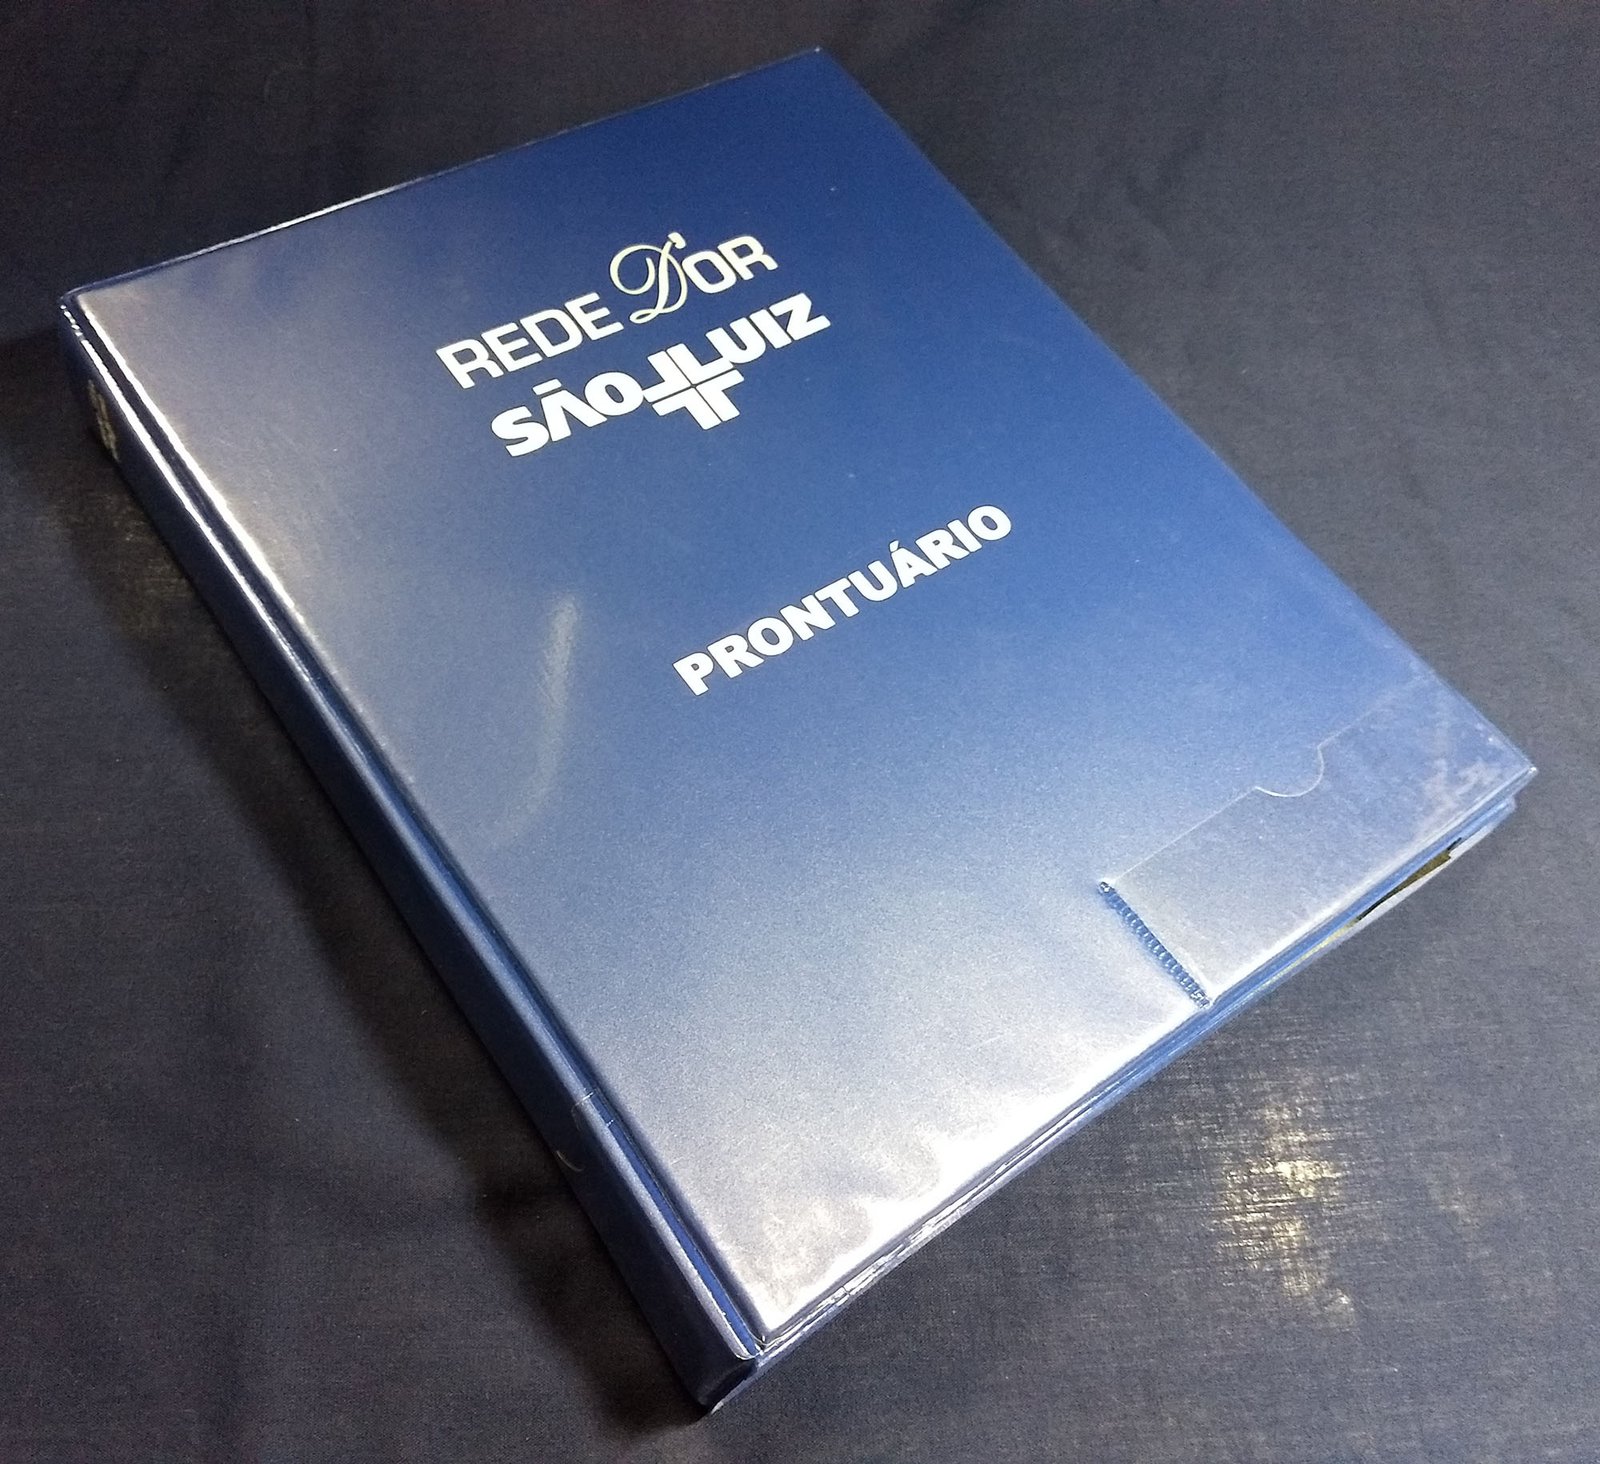 REDE D'OR
SÃO LUIZ
PRONTUÁRIO